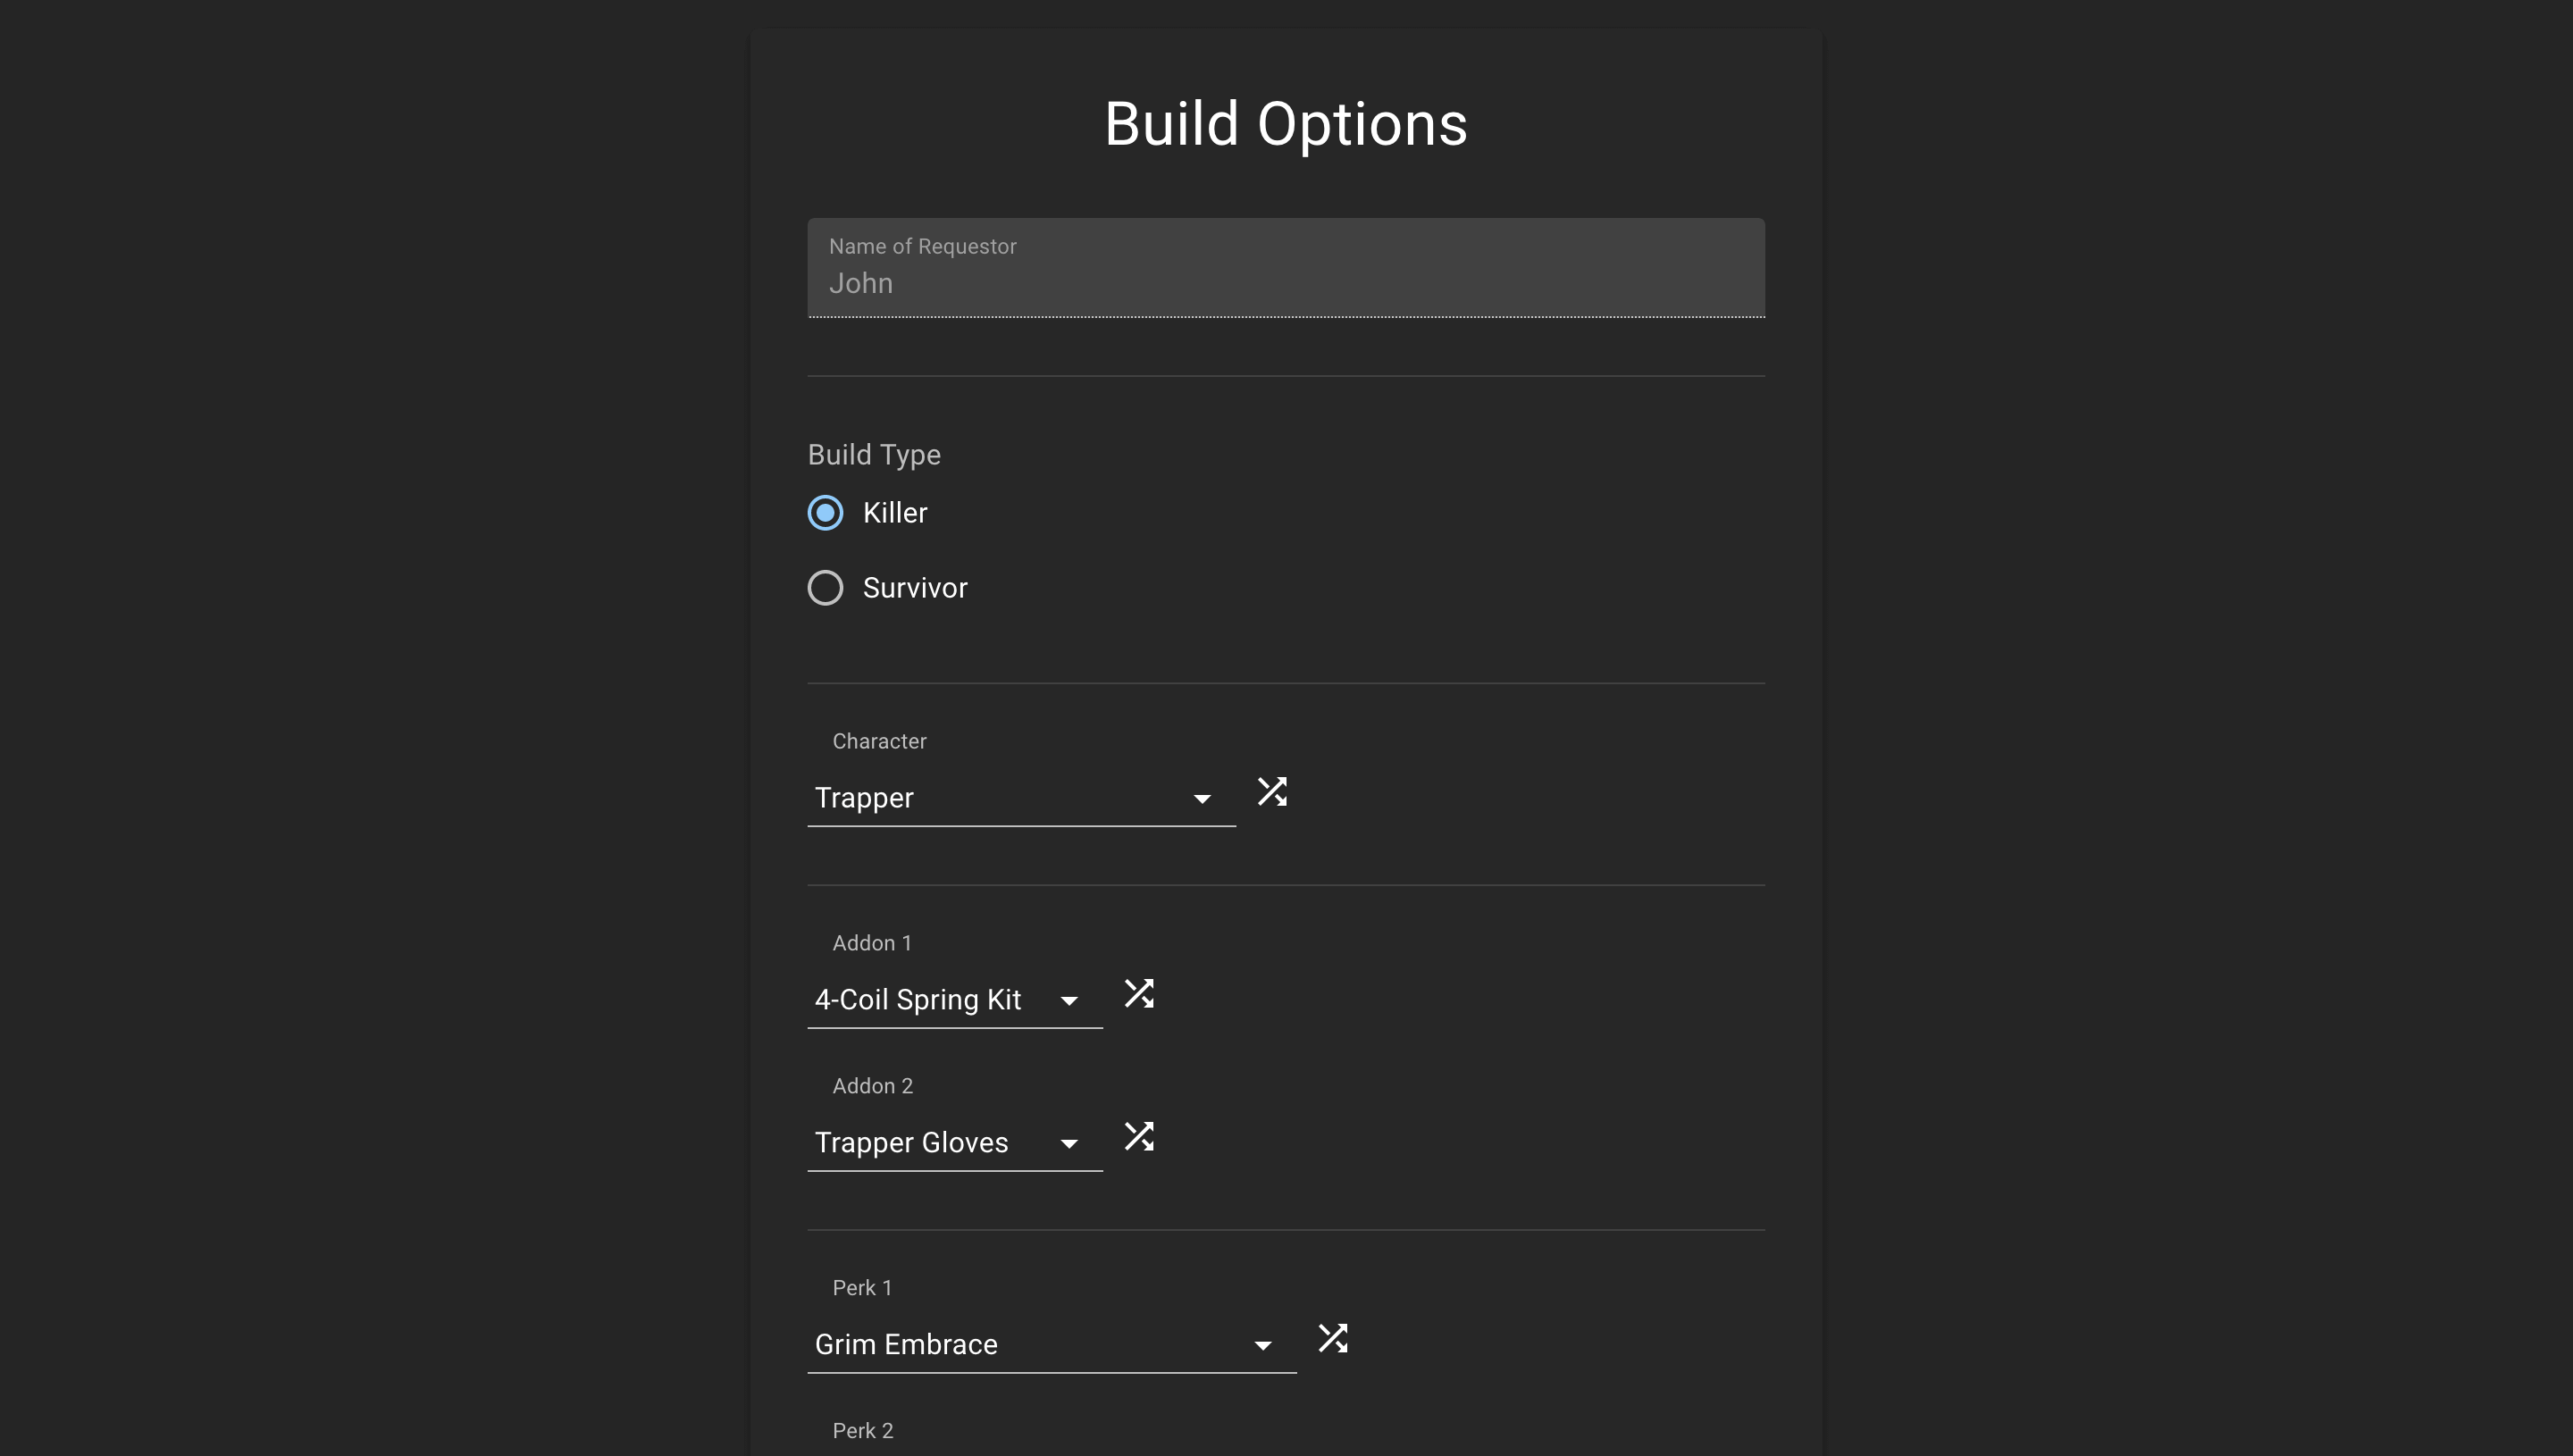 Build Options
Name of Requestor
John
Build Type
Killer
Survivor
Character
Trapper
Addon 1
4-Coil Spring Kit
Addon 2
Trapper Gloves
Perk 1
Grim Embrace
Perk 2